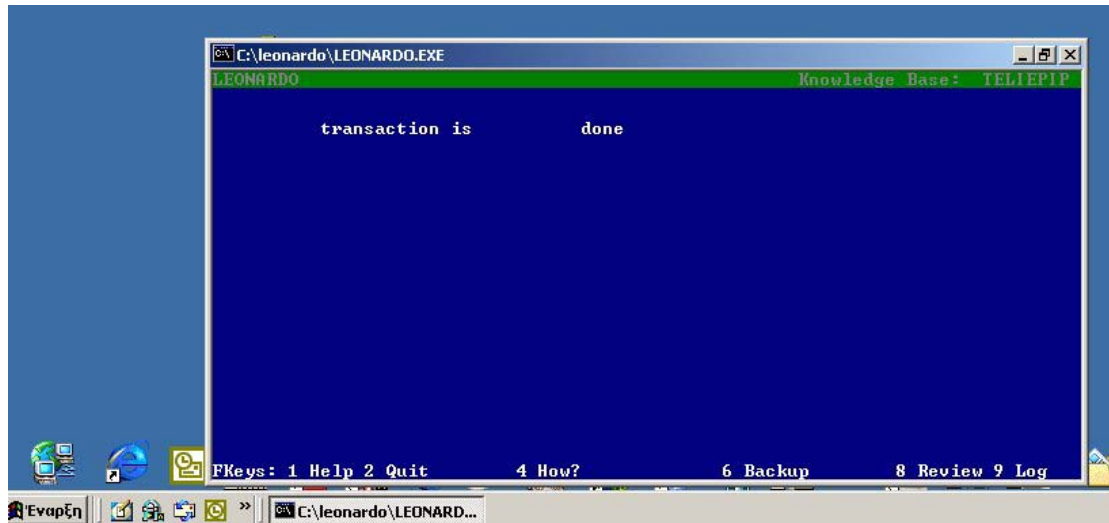 C:\leonardo\LEONARDO.EXE
LEONARDO Knowledge Base: TELIEPIP
transaction is done
FKeys: 1 Help 2 Quit 4 How? 6 Backup 8 Review 9 Log
Έναρξη » C:\leonardo\LEONARD...